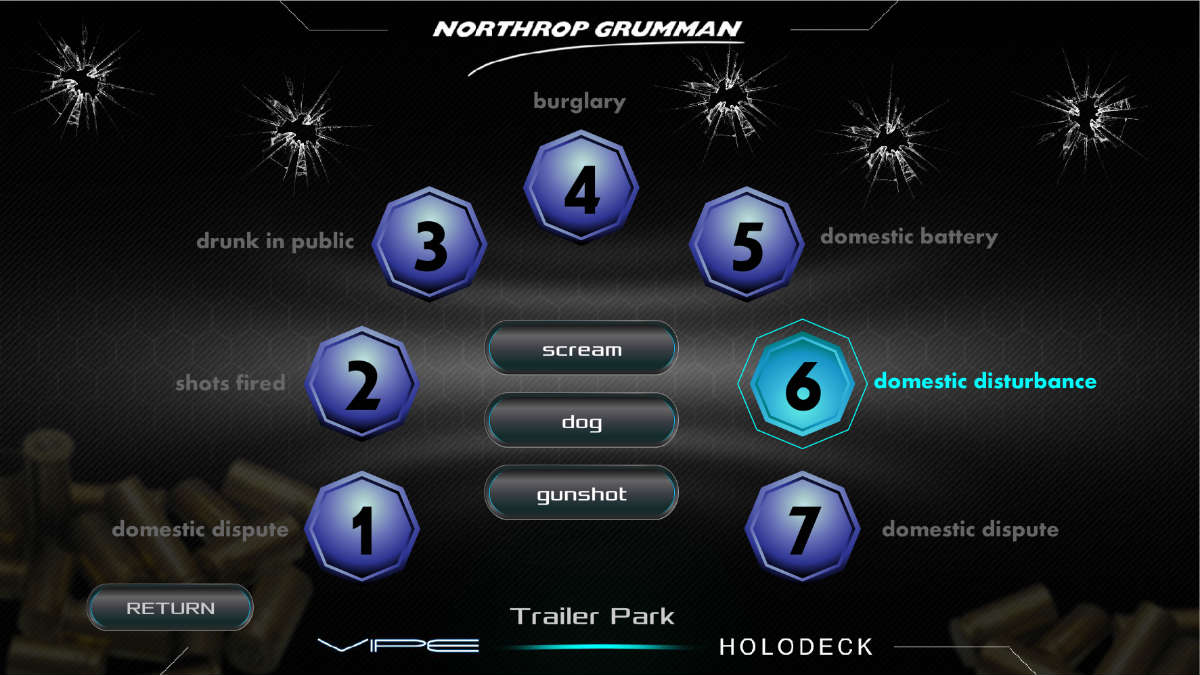 NORTHROP GRUMMAN
burglary
4
drunk in public
3
5
domestic battery
shots fired
2
scream
6
domestic disturbance
dog
gunshot
domestic dispute
1
7
domestic dispute
RETURN
Trailer Park
VIPE
HOLODECK